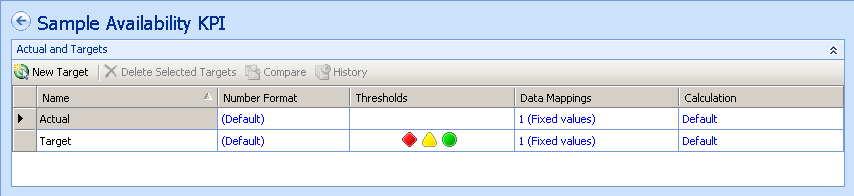 Sample Availability KPI
Actual and Targets
New Target Delete Selected Targets Compare History
Name Number Format Thresholds Data Mappings Calculation
Actual (Default) 1 (Fixed values) Default
Target (Default) 1 (Fixed values) Default